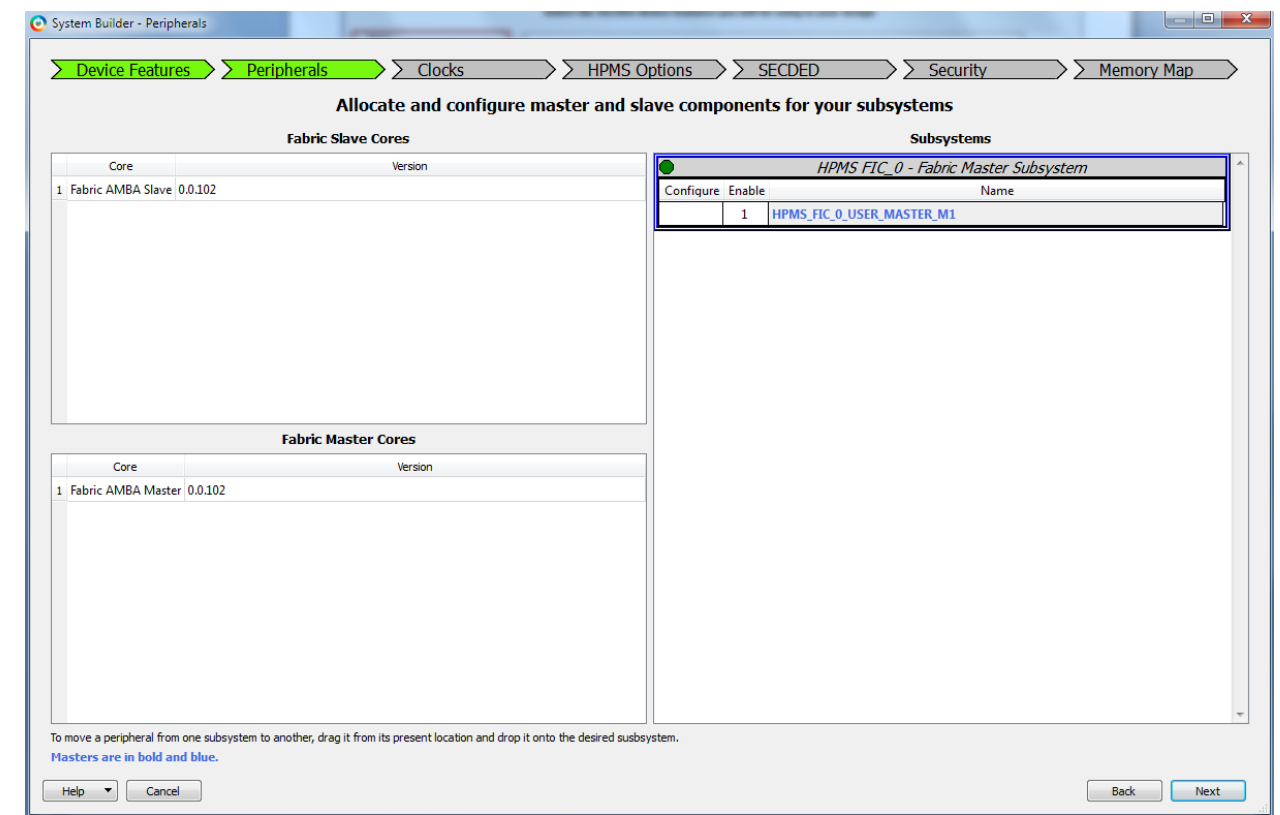 System Builder - Peripherals
Device Features Peripherals Clocks HPMS Options SECDED Security Memory Map
Allocate and configure master and slave components for your subsystems
Fabric Slave Cores
Core Version
1 Fabric AMBA Slave 0.0.102
Fabric Master Cores
Core Version
1 Fabric AMBA Master 0.0.102
Subsystems
HPMS FIC_0 - Fabric Master Subsystem
Configure Enable Name
1 HPMS_FIC_0_USER_MASTER_M1
To move a peripheral from one subsystem to another, drag it from its present location and drop it onto the desired susbsystem.
Masters are in bold and blue.
Help Cancel Back Next